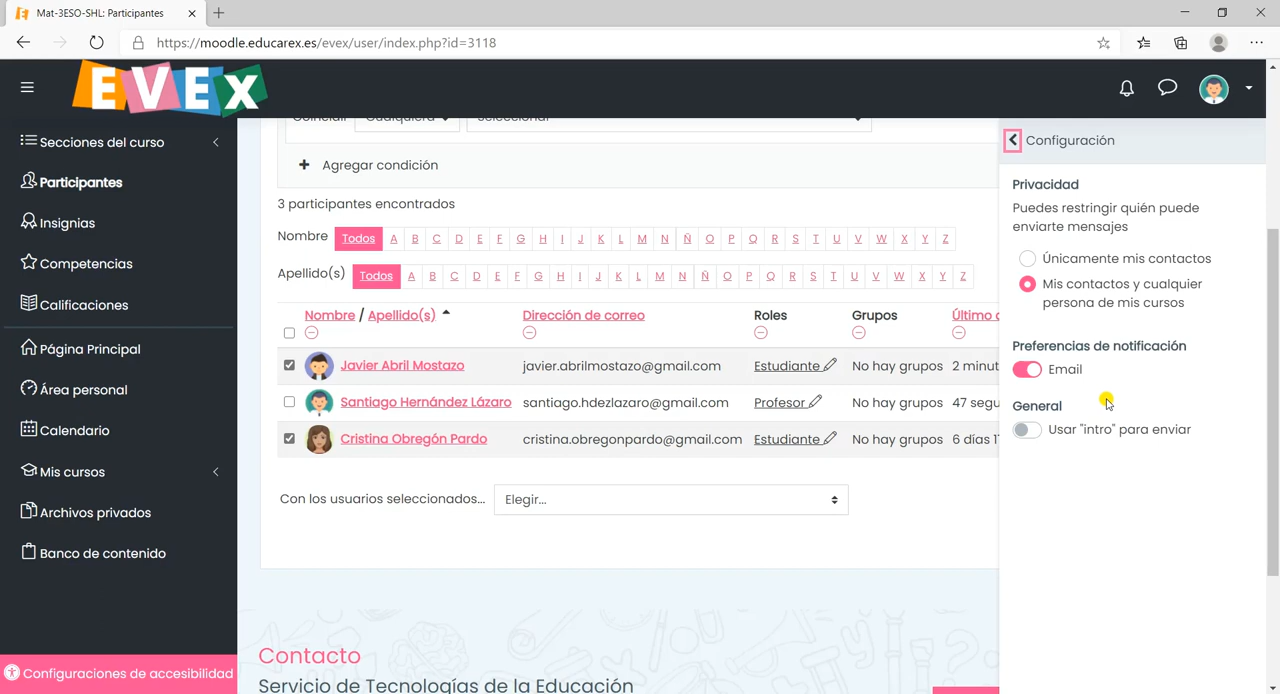 Mat-3ESO-SHL: Participantes
https://moodle.educarex.es/evex/user/index.php?id=3118
EVEX
Secciones del curso
Participantes
Insignias
Competencias
Calificaciones
Página Principal
Área personal
Calendario
Mis cursos
Archivos privados
Banco de contenido
Configuraciones de accesibilidad
Coincidir Cualquiera Seleccionar
Agregar condición
3 participantes encontrados
Nombre Todos A B C D E F G H I J K L M N Ñ O P Q R S T U V W X Y Z
Apellido(s) Todos A B C D E F G H I J K L M N Ñ O P Q R S T U V W X Y Z
Nombre / Apellido(s) Dirección de correo Roles Grupos Último
Javier Abril Mostazo javier.abrilmostazo@gmail.com Estudiante No hay grupos 2 minut
Santiago Hernández Lázaro santiago.hdezlazaro@gmail.com Profesor No hay grupos 47 segu
Cristina Obregón Pardo cristina.obregonpardo@gmail.com Estudiante No hay grupos 6 días
Con los usuarios seleccionados... Elegir...
Contacto
Servicio de Tecnologías de la Educación
Configuración
Privacidad
Puedes restringir quién puede
enviarte mensajes
Únicamente mis contactos
Mis contactos y cualquier
persona de mis cursos
Preferencias de notificación
Email
General
Usar "intro" para enviar